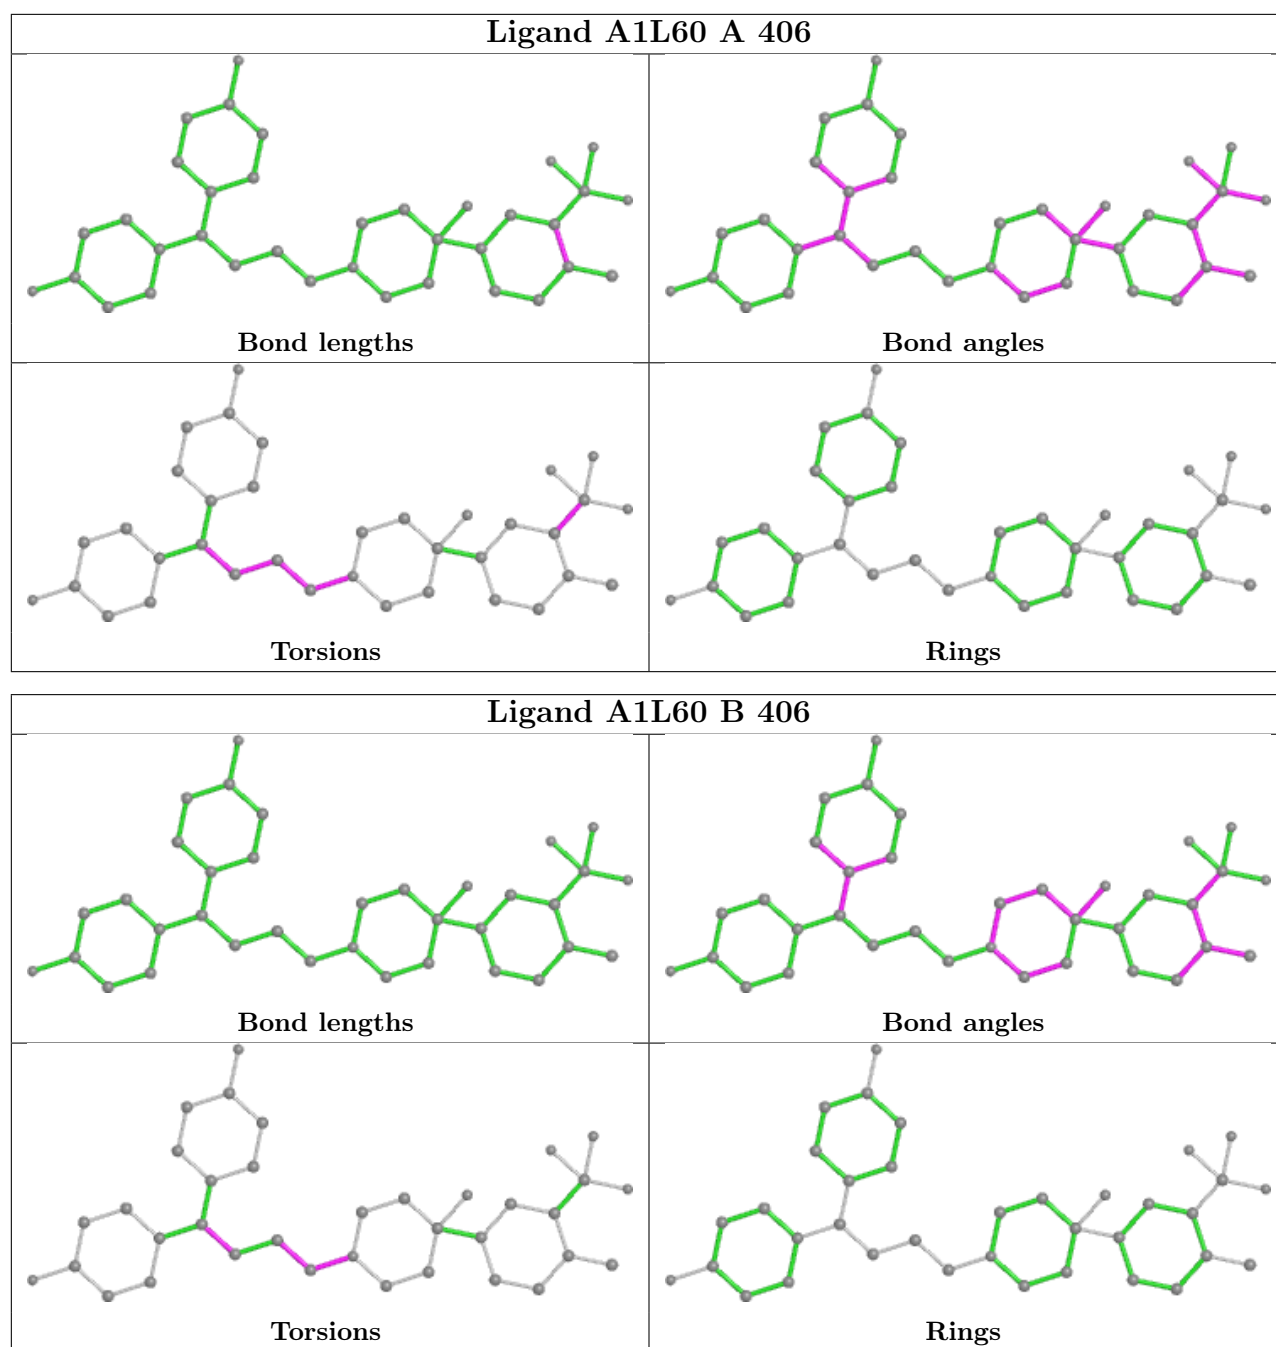 Ligand A1L60 A 406
Bond lengths
Bond angles
Torsions
Rings
Ligand A1L60 B 406
Bond lengths
Bond angles
Torsions
Rings